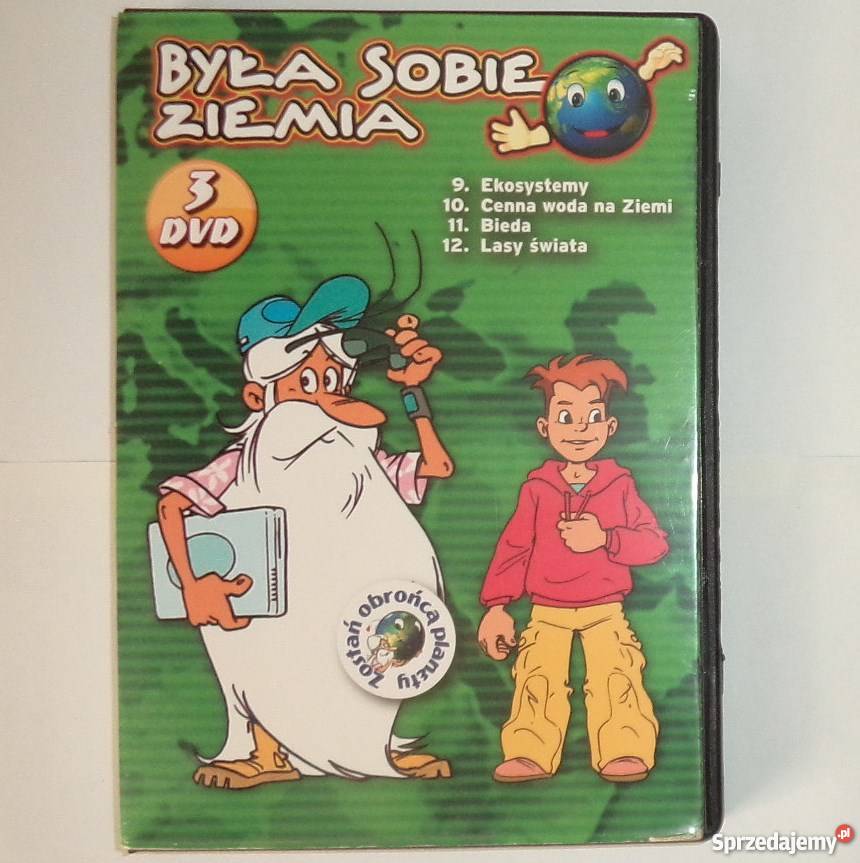 BYŁA SOBIE
ZIEMIA
3
DVD
9. Ekosystemy
10. Cenna woda na Ziemi
11. Bieda
12. Lasy świata
Zostań obrońcą planety
Sprzedajemy.pl